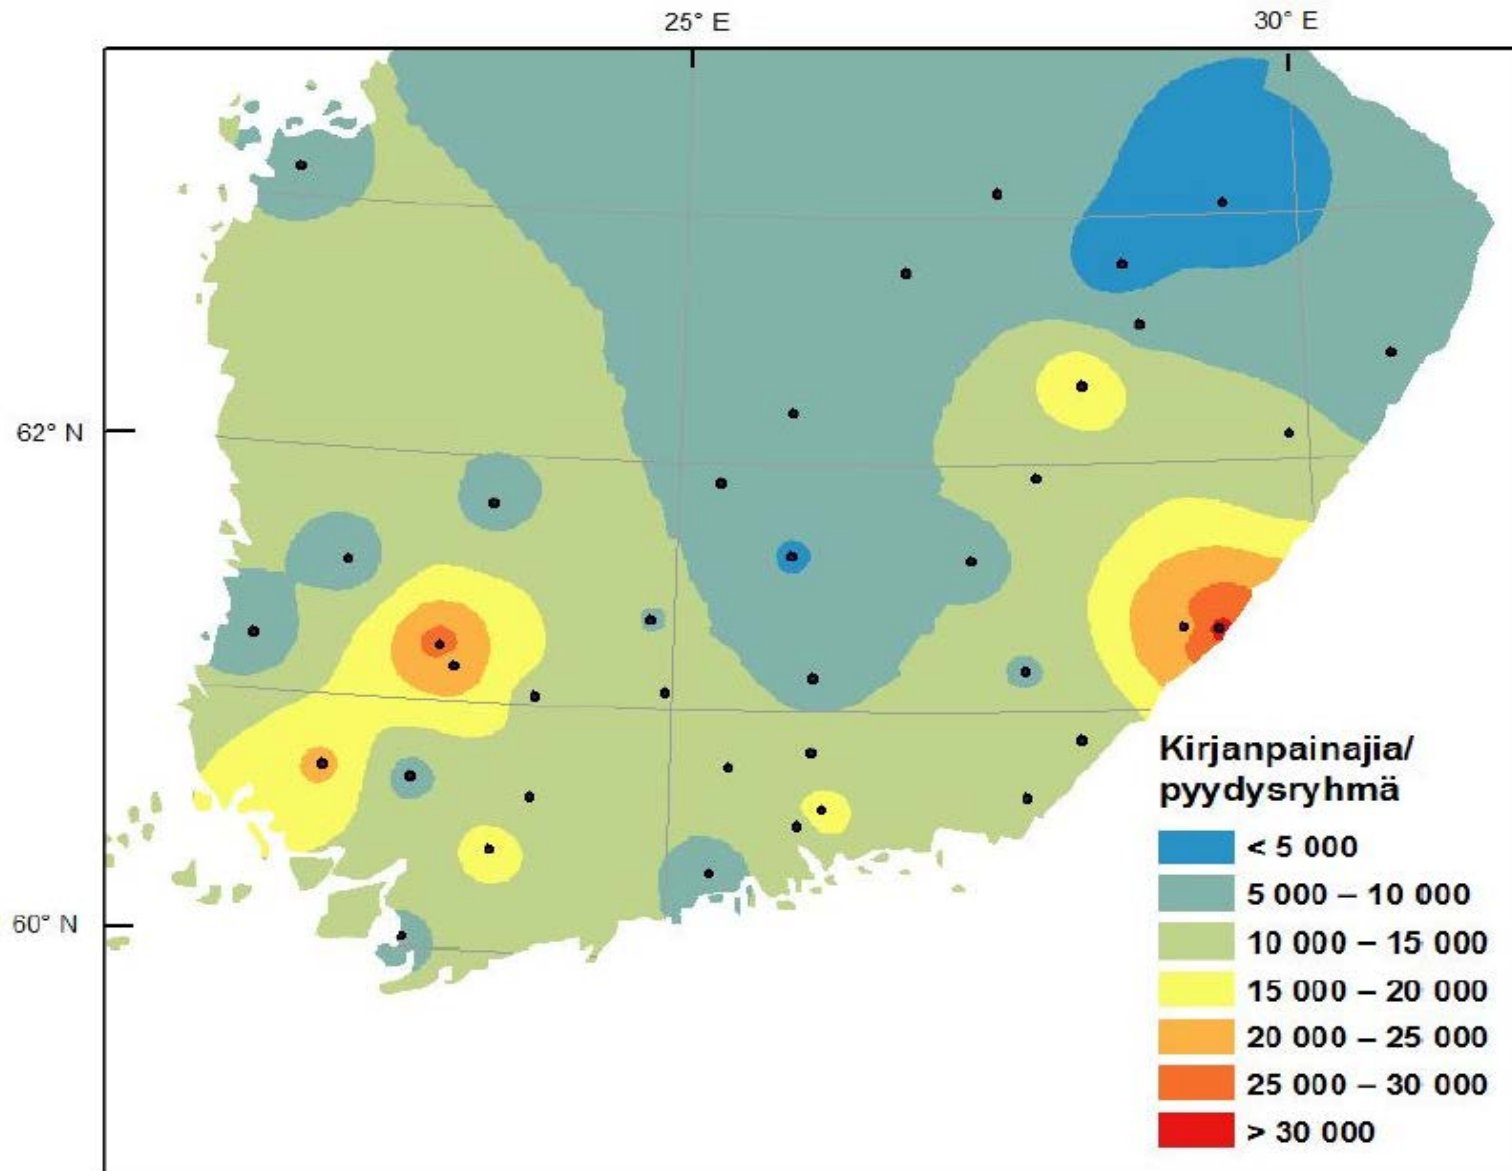 25° E
30° E
62° N
60° N
Kirjanpainajia/
pyydysryhmä
< 5 000
5 000 – 10 000
10 000 – 15 000
15 000 – 20 000
20 000 – 25 000
25 000 – 30 000
> 30 000